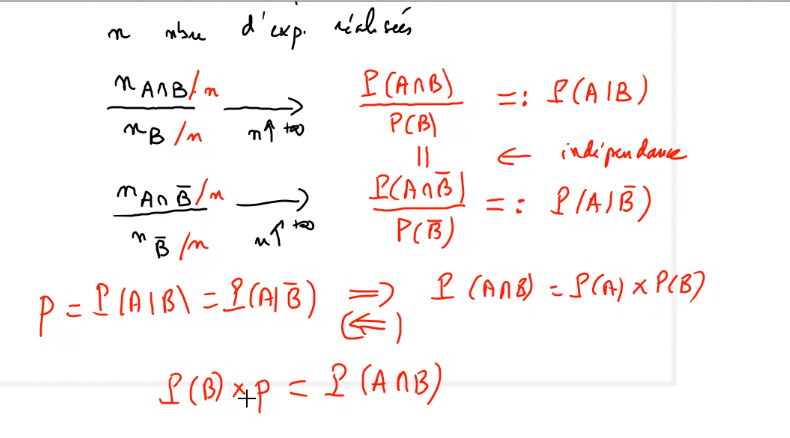 n nbre d'exp. réalisées
n_{A∩B}/n / n_B/n → n↑+∞ P(A∩B) / P(B) =: P(A|B)
|| ← indépendance
n_{A∩B̄}/n / n_B̄/n → n↑+∞ P(A∩B̄) / P(B̄) =: P(A|B̄)
p = P(A|B) = P(A|B̄) ⇒ (⇐) P(A∩B) = P(A) × P(B)
P(B) × p = P(A∩B)